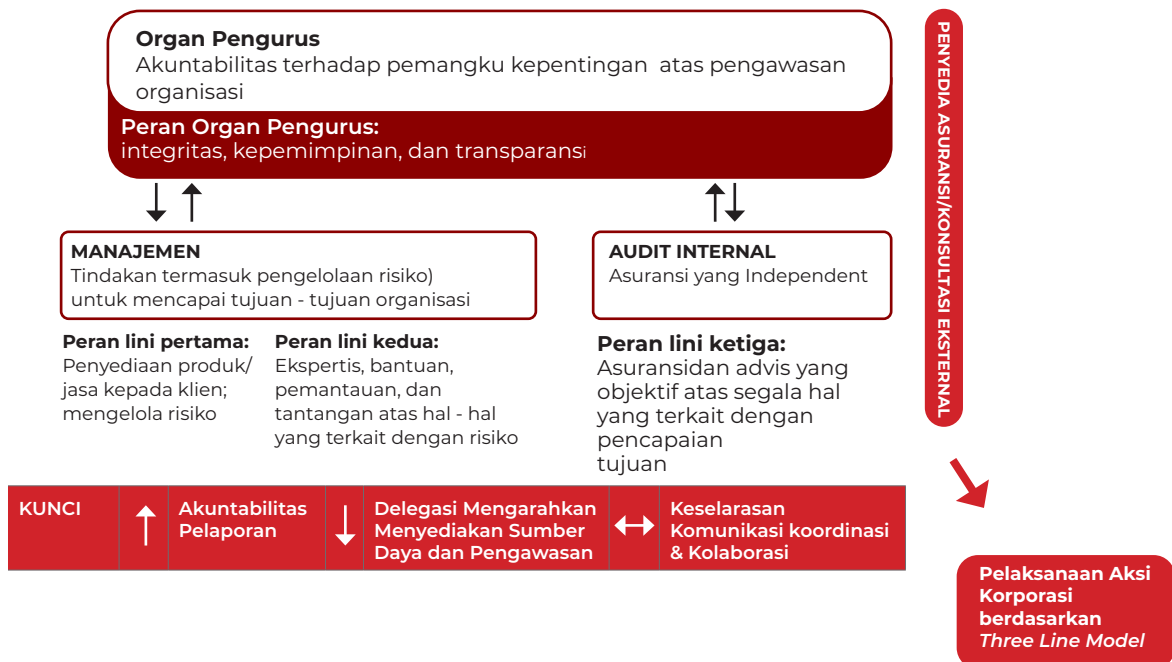 Organ Pengurus
Akuntabilitas terhadap pemangku kepentingan atas pengawasan
organisasi
Peran Organ Pengurus:
integritas, kepemimpinan, dan transparansi
MANAJEMEN
Tindakan termasuk pengelolaan risiko)
untuk mencapai tujuan - tujuan organisasi
AUDIT INTERNAL
Asuransi yang Independent
Peran lini pertama:
Penyediaan produk/
jasa kepada klien;
mengelola risiko
Peran lini kedua:
Ekspertis, bantuan,
pemantauan, dan
tantangan atas hal - hal
yang terkait dengan risiko
Peran lini ketiga:
Asuransidan advis yang
objektif atas segala hal
yang terkait dengan
pencapaian
tujuan
KUNCI
Akuntabilitas
Pelaporan
Delegasi Mengarahkan
Menyediakan Sumber
Daya dan Pengawasan
Keselarasan
Komunikasi koordinasi
& Kolaborasi
PENYEDIA ASURANSI/KONSULTASI EKSTERNAL
Pelaksanaan Aksi
Korporasi
berdasarkan
Three Line Model